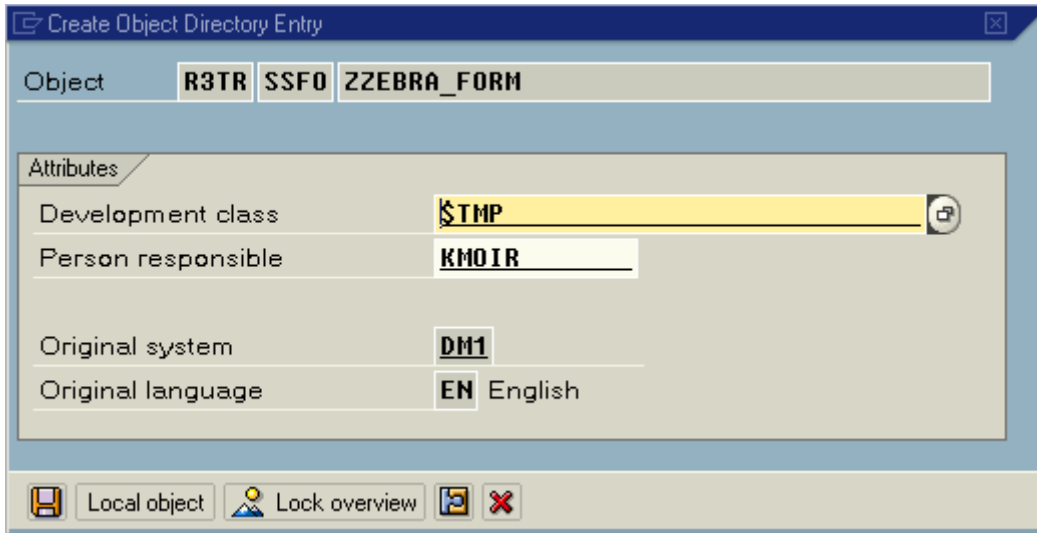 Create Object Directory Entry
Object R3TR SSFO ZZEBRA_FORM
Attributes
Development class $TMP
Person responsible KMOIR
Original system DM1
Original language EN English
Local object Lock overview